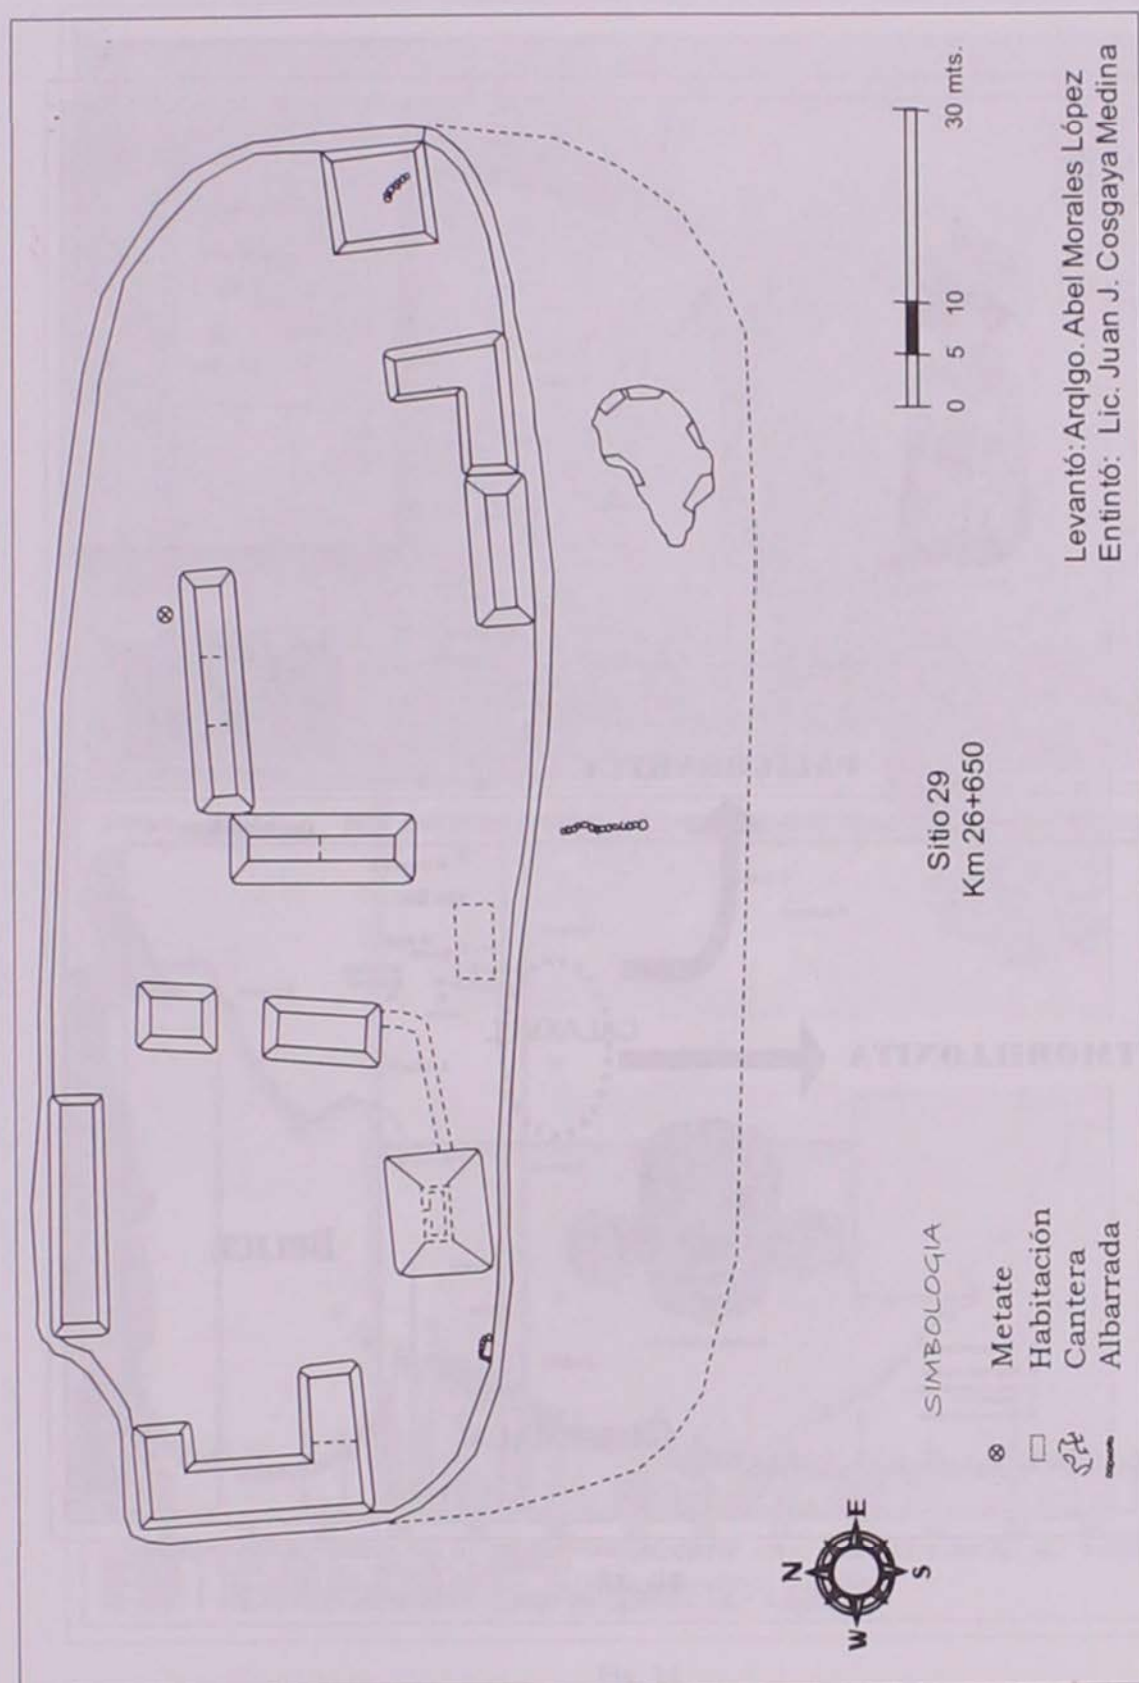 Sitio 29
Km 26+650
SIMBOLOGIA
Metate
Habitación
Cantera
Albarrada
N
W
E
S
0 5 10 30 mts.
Levantó: Arqlgo. Abel Morales López
Entintó: Lic. Juan J. Cosgaya Medina